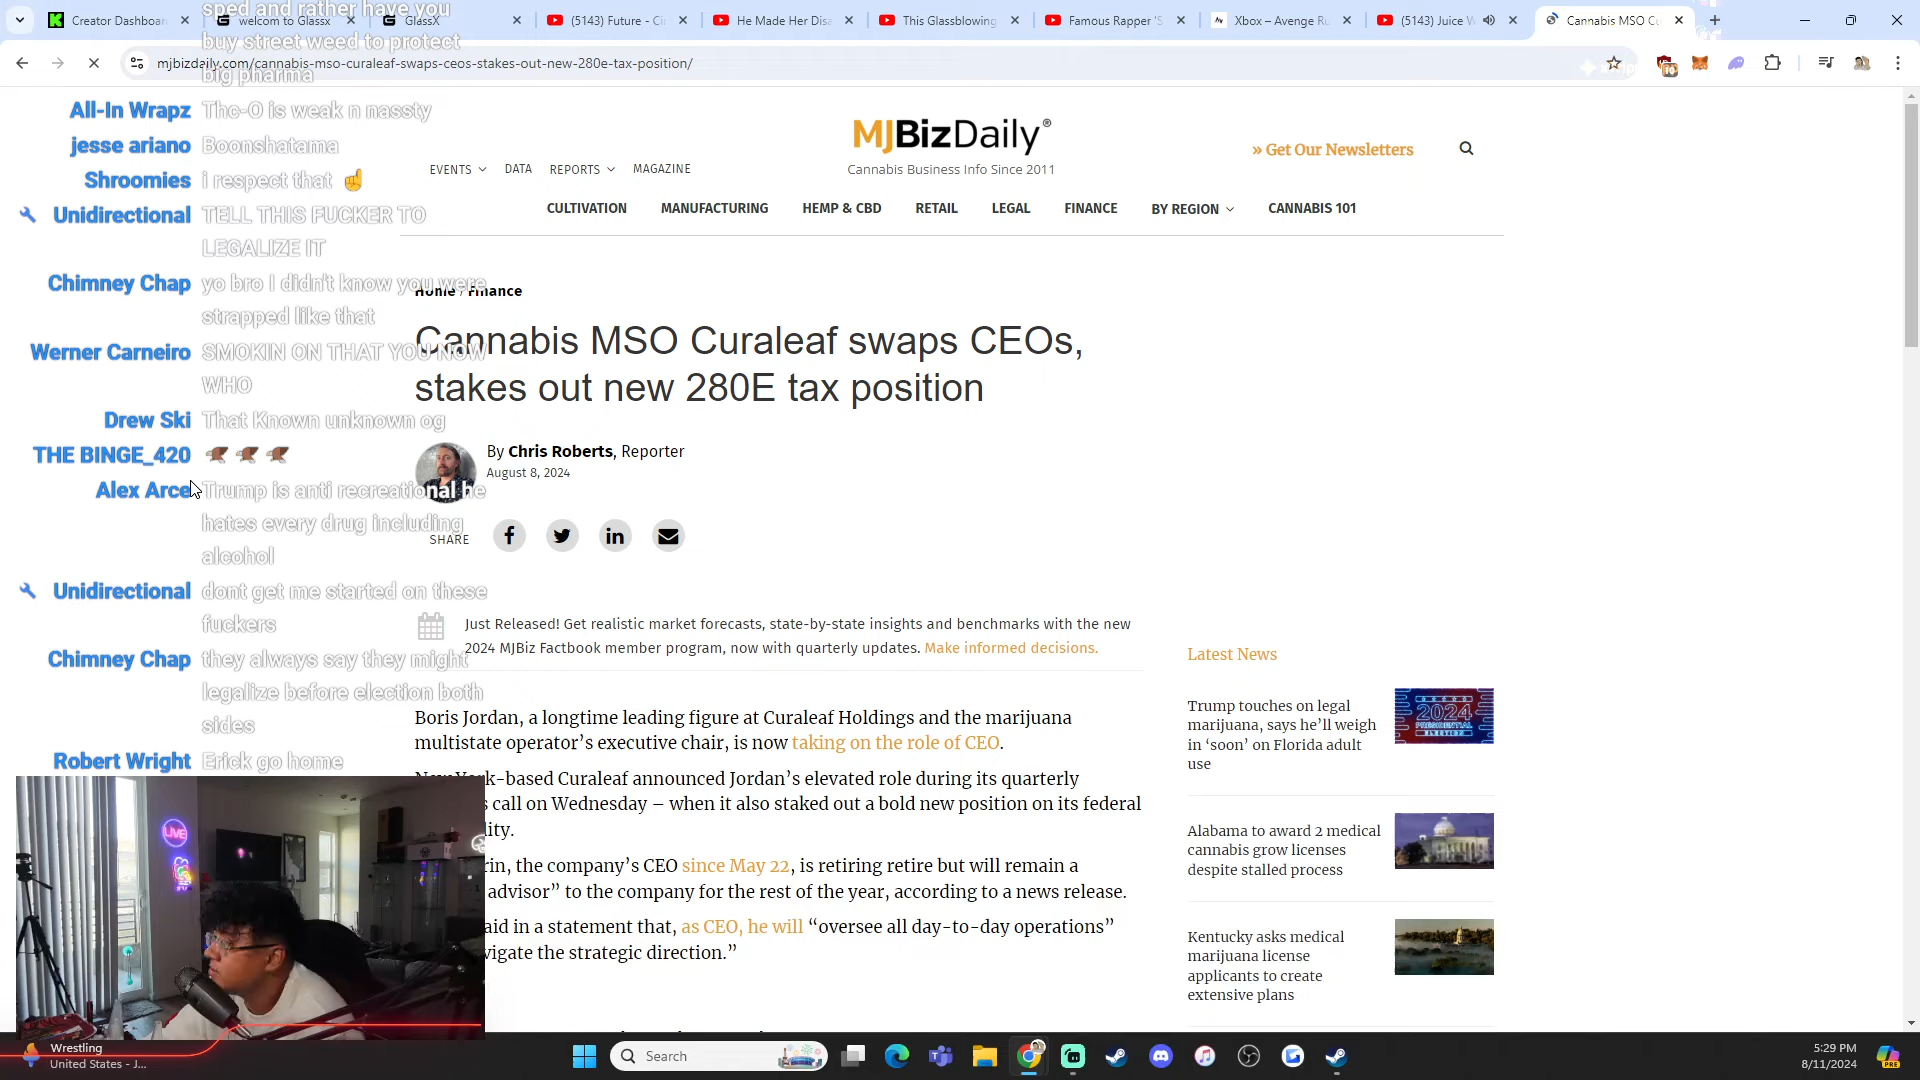 Creator Dashboar
welcom to Glassx
GlassX
(5143) Future - Ci
He Made Her Disa
This Glassblowing
Famous Rapper 'S
Xbox – Avenge Ru
(5143) Juice W
Cannabis MSO Cu
mjbizdaily.com/cannabis-mso-curaleaf-swaps-ceos-stakes-out-new-280e-tax-position/
sped and rather have you
buy street weed to protect
big pharma
All-In Wrapz Thc-O is weak n nassty
jesse ariano Boonshatama
Shroomies i respect that ☝
Unidirectional TELL THIS FUCKER TO
LEGALIZE IT
Chimney Chap yo bro I didn't know you were
strapped like that
Werner Carneiro SMOKIN ON THAT YOU NOW
WHO
Drew Ski That Known unknown og
THE BINGE_420
Alex Arce Trump is anti recreational he
hates every drug including
alcohol
Unidirectional dont get me started on these
fuckers
Chimney Chap they always say they might
legalize before election both
sides
Robert Wright Erick go home
MJBizDaily®
Cannabis Business Info Since 2011
EVENTS DATA REPORTS MAGAZINE
» Get Our Newsletters
CULTIVATION MANUFACTURING HEMP & CBD RETAIL LEGAL FINANCE BY REGION CANNABIS 101
Home / Finance
Cannabis MSO Curaleaf swaps CEOs,
stakes out new 280E tax position
By Chris Roberts, Reporter
August 8, 2024
SHARE
Just Released! Get realistic market forecasts, state-by-state insights and benchmarks with the new
2024 MJBiz Factbook member program, now with quarterly updates. Make informed decisions.
Boris Jordan, a longtime leading figure at Curaleaf Holdings and the marijuana
multistate operator's executive chair, is now taking on the role of CEO.
New York-based Curaleaf announced Jordan's elevated role during its quarterly
call on Wednesday – when it also staked out a bold new position on its federal
lity.
rin, the company's CEO since May 22, is retiring retire but will remain a
advisor” to the company for the rest of the year, according to a news release.
aid in a statement that, as CEO, he will “oversee all day-to-day operations”
vigate the strategic direction.”
Latest News
Trump touches on legal
marijuana, says he'll weigh
in ‘soon’ on Florida adult
use
2024
Alabama to award 2 medical
cannabis grow licenses
despite stalled process
Kentucky asks medical
marijuana license
applicants to create
extensive plans
LIVE
Wrestling
United States - J...
Search
5:29 PM
8/11/2024